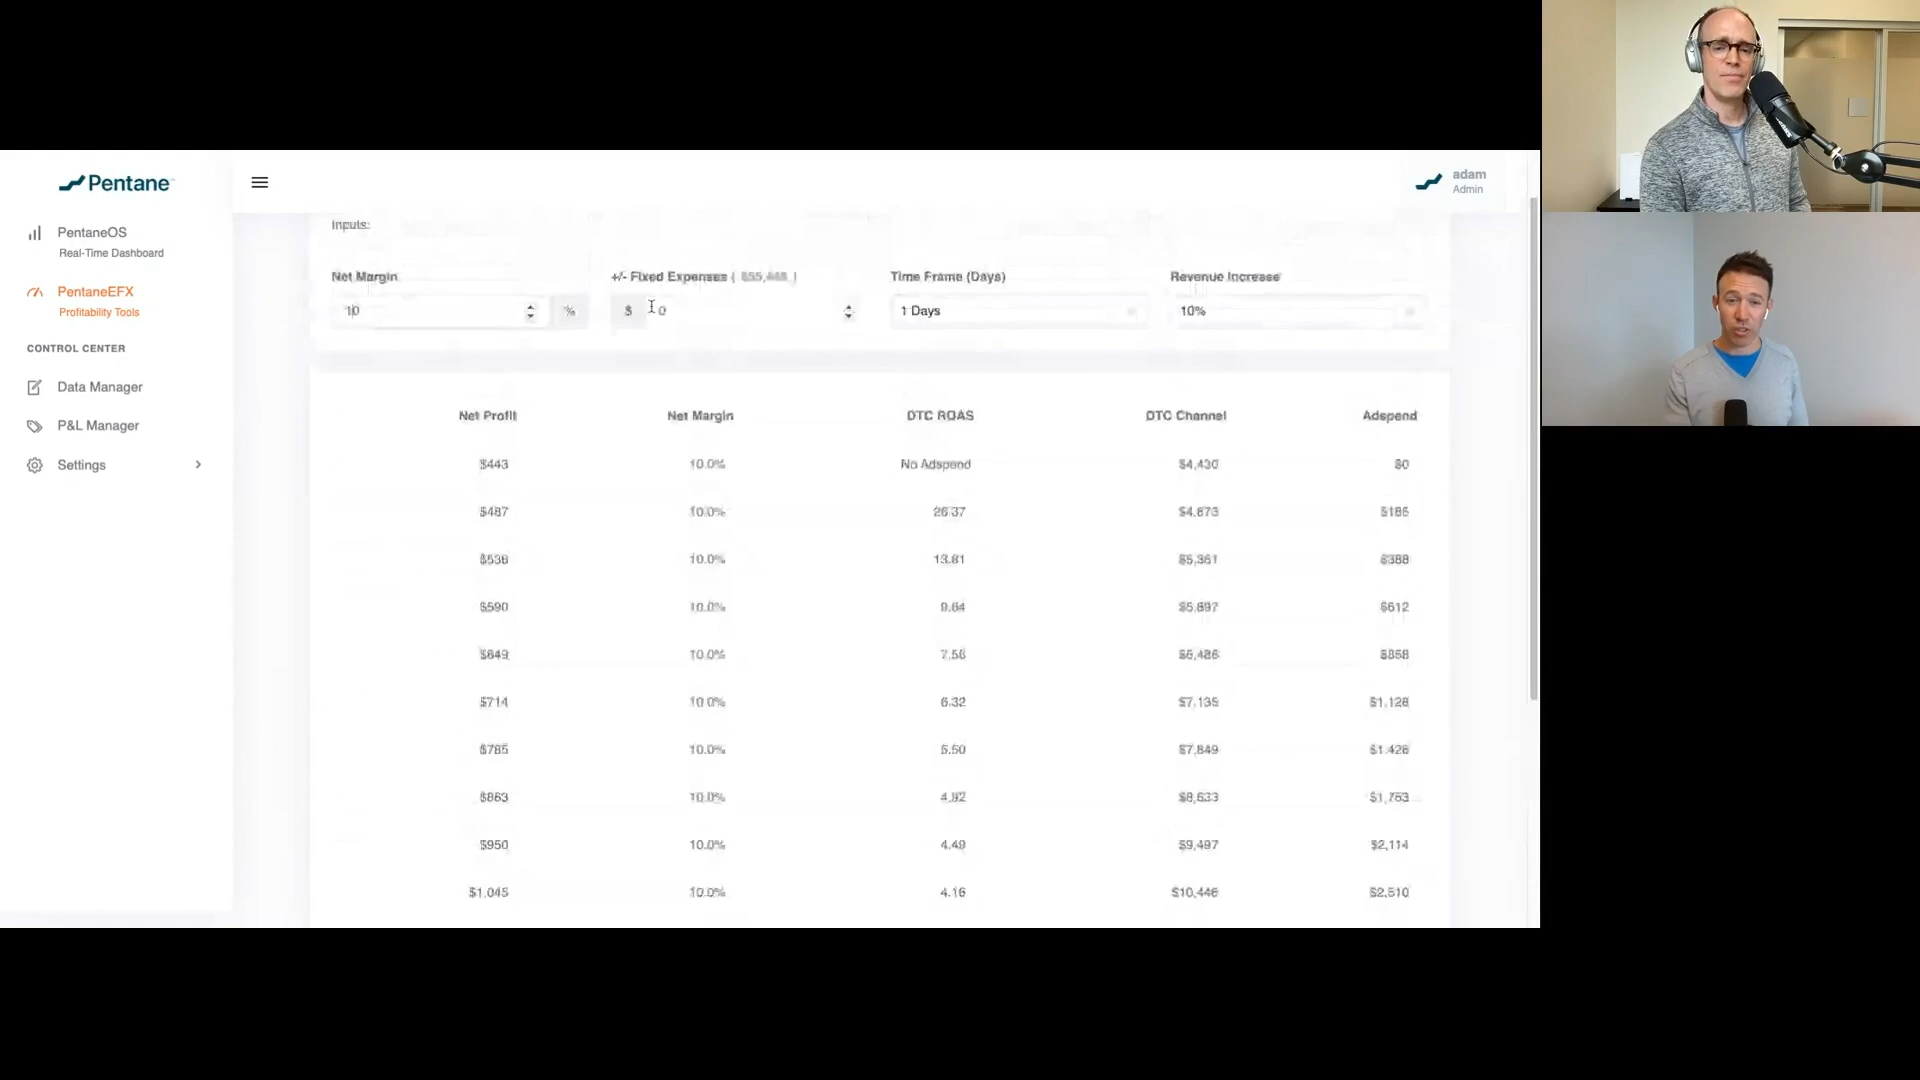 Pentane
adam
Admin
PentaneOS
Real-Time Dashboard
PentaneEFX
Profitability Tools
CONTROL CENTER
Data Manager
P&L Manager
Settings
Inputs:
Net Margin +/- Fixed Expenses ( ) Time Frame (Days) Revenue Increase
10 % $ 0 1 Days 10%
Net Profit Net Margin DTC ROAS DTC Channel Adspend
$443 10.0% No Adspend $4,430 $0
$487 10.0% 26.37 $4,873 $185
$536 10.0% 13.81 $5,361 $388
$590 10.0% 9.64 $5,897 $612
$649 10.0% 7.56 $6,486 $858
$714 10.0% 6.32 $7,135 $1,128
$785 10.0% 5.50 $7,849 $1,426
$863 10.0% 4.92 $8,633 $1,753
$950 10.0% 4.49 $9,497 $2,114
$1,045 10.0% 4.16 $10,446 $2,510